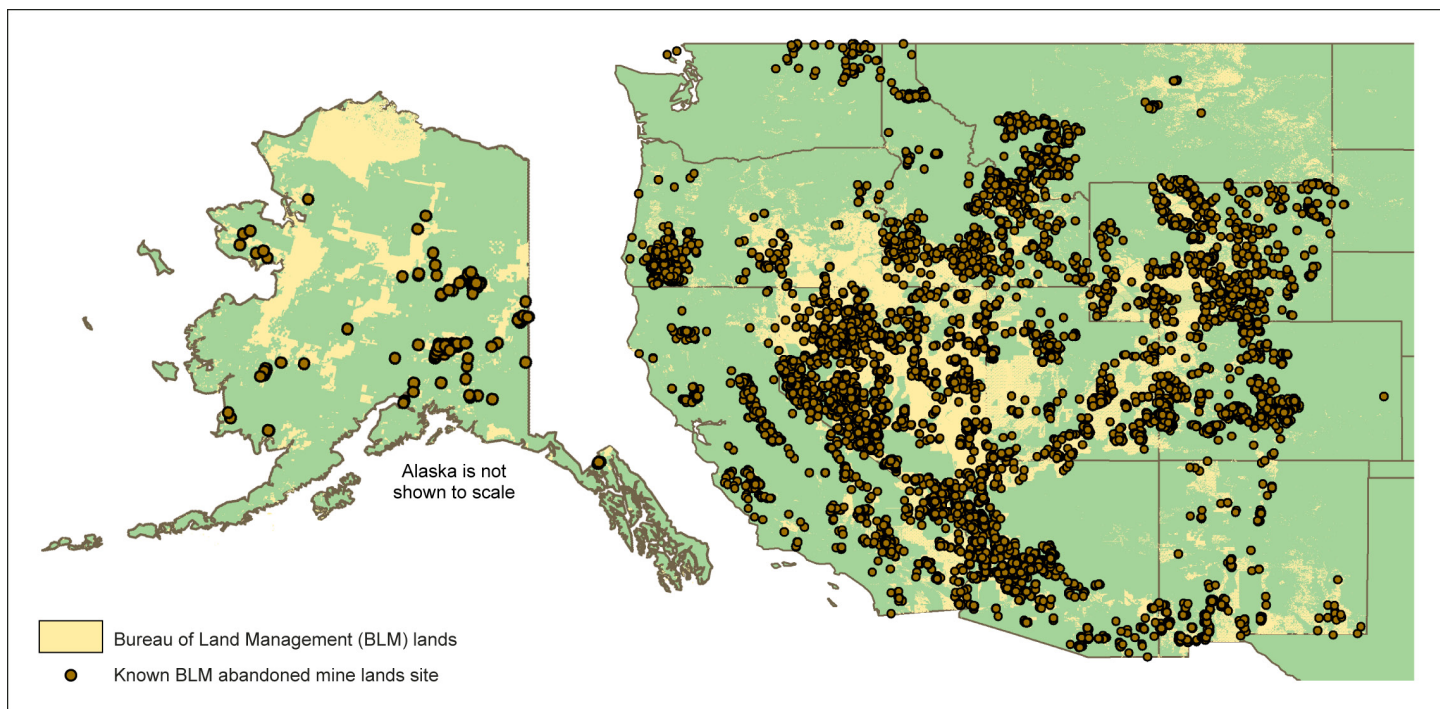 Alaska is not
shown to scale
Bureau of Land Management (BLM) lands
Known BLM abandoned mine lands site